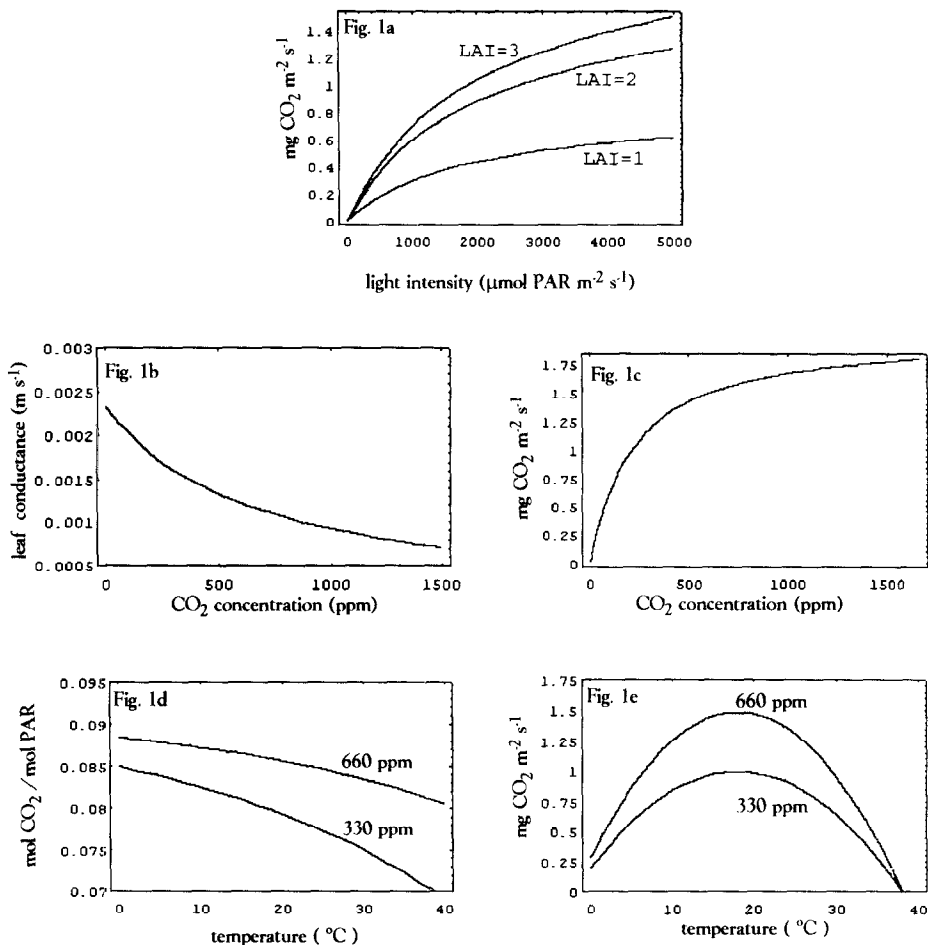 Fig. 1a
1.4
1.2
1
0.8
0.6
0.4
0.2
0
mg CO₂ m⁻² s⁻¹
LAI=3
LAI=2
LAI=1
0 1000 2000 3000 4000 5000
light intensity (μmol PAR m⁻² s⁻¹)
Fig. 1b
0.003
0.0025
0.002
0.0015
0.001
0.0005
leaf conductance (m s⁻¹)
0 500 1000 1500
CO₂ concentration (ppm)
Fig. 1c
1.75
1.5
1.25
1
0.75
0.5
0.25
0
mg CO₂ m⁻² s⁻¹
0 500 1000 1500
CO₂ concentration (ppm)
Fig. 1d
0.095
0.09
0.085
0.08
0.075
0.07
mol CO₂ / mol PAR
660 ppm
330 ppm
0 10 20 30 40
temperature ( °C)
Fig. 1e
1.75
1.5
1.25
1
0.75
0.5
0.25
0
mg CO₂ m⁻² s⁻¹
660 ppm
330 ppm
0 10 20 30 40
temperature ( °C)